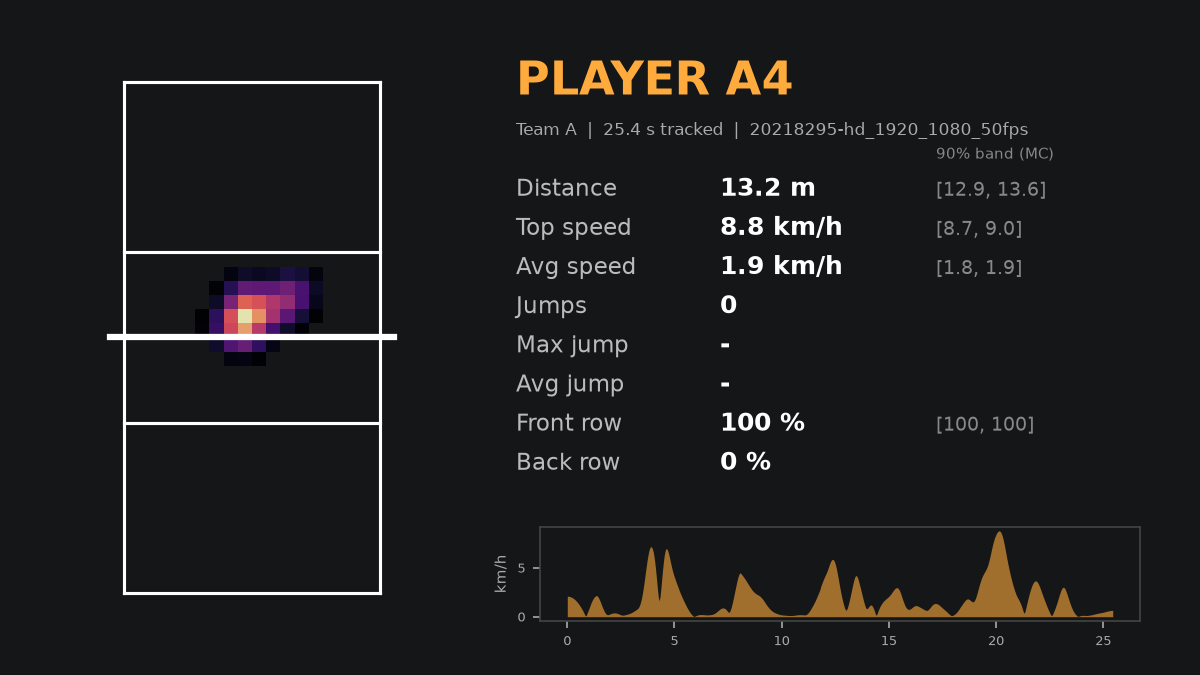 PLAYER A4
Team A | 25.4 s tracked | 20218295-hd_1920_1080_50fps
90% band (MC)
Distance 13.2 m [12.9, 13.6]
Top speed 8.8 km/h [8.7, 9.0]
Avg speed 1.9 km/h [1.8, 1.9]
Jumps 0
Max jump -
Avg jump -
Front row 100 % [100, 100]
Back row 0 %
km/h
5
0
0 5 10 15 20 25